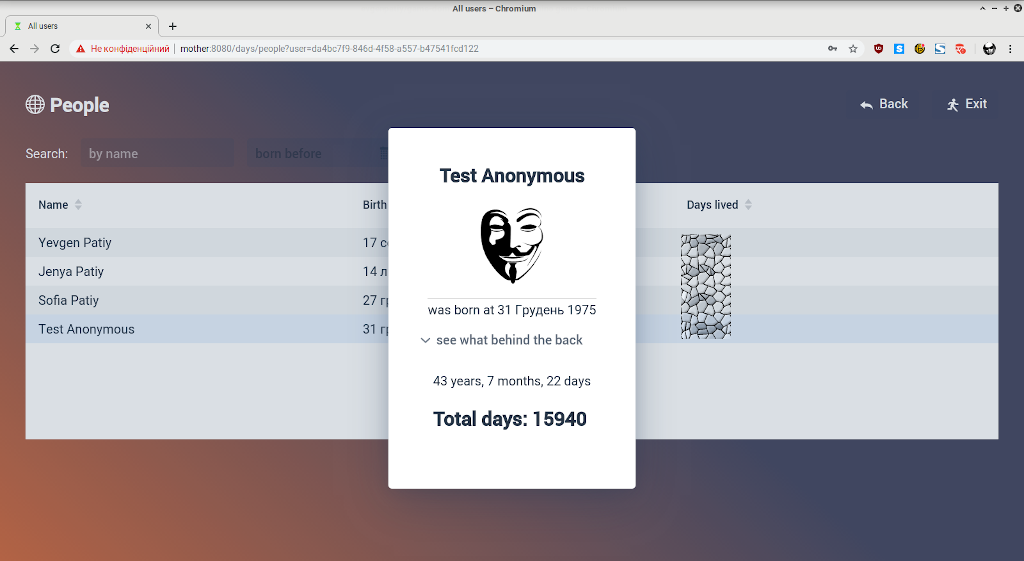 All users – Chromium
All users
Не конфіденційний mother:8080/days/people?user=da4bc7f9-846d-4f58-a557-b47541fcd122
People
Back
Exit
Search:
by name
born before
Name
Birth
Days lived
Yevgen Patiy
17
Jenya Patiy
14
Sofia Patiy
27
Test Anonymous
31
Test Anonymous
was born at 31 Грудень 1975
see what behind the back
43 years, 7 months, 22 days
Total days: 15940